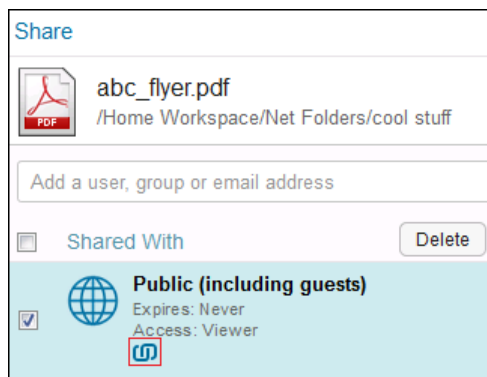 Share
abc_flyer.pdf
PDF
/Home Workspace/Net Folders/cool stuff
Add a user, group or email address
Shared With
Delete
Public (including guests)
Expires: Never
Access: Viewer